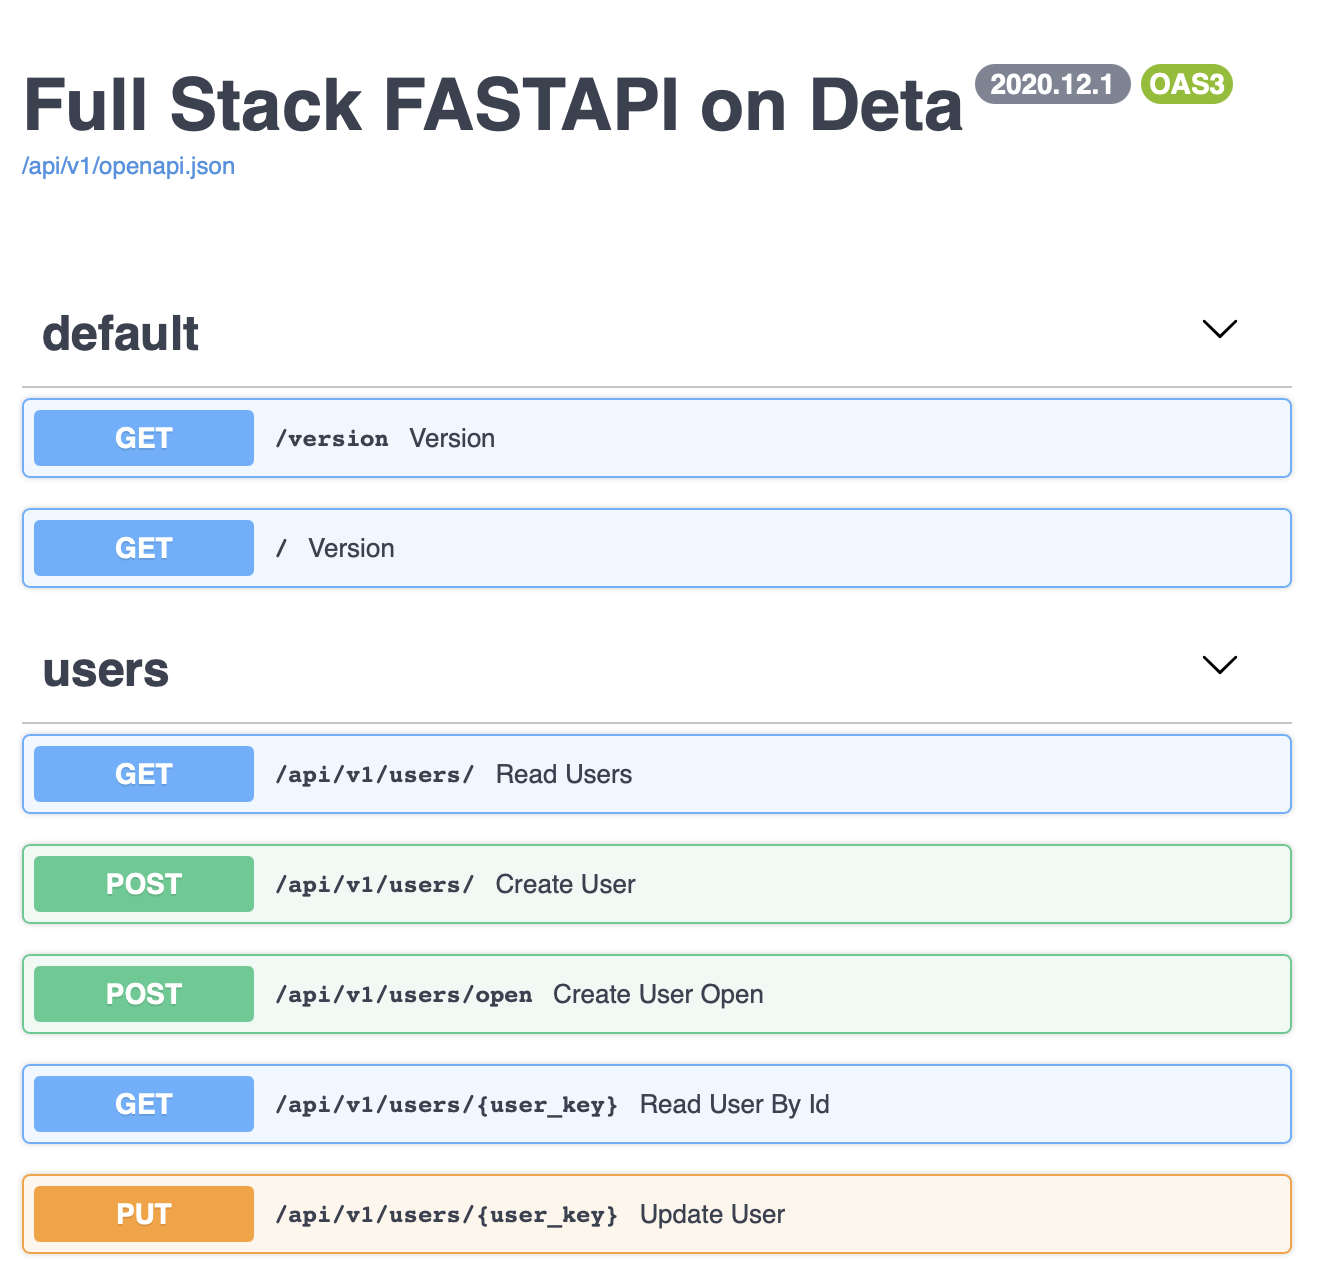 Full Stack FASTAPI on Deta 2020.12.1 OAS3
/api/v1/openapi.json
default
GET /version Version
GET / Version
users
GET /api/v1/users/ Read Users
POST /api/v1/users/ Create User
POST /api/v1/users/open Create User Open
GET /api/v1/users/{user_key} Read User By Id
PUT /api/v1/users/{user_key} Update User